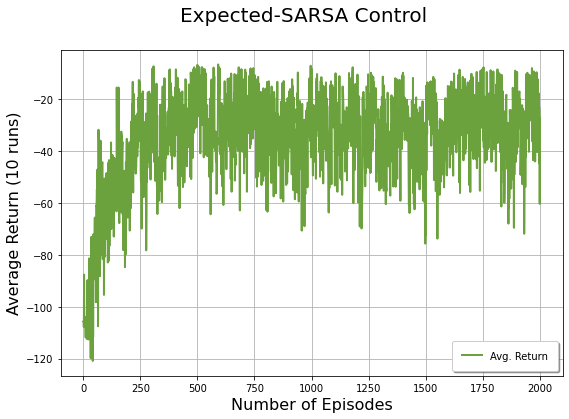 Expected-SARSA Control
Average Return (10 runs)
−20
−40
−60
−80
−100
−120
0 250 500 750 1000 1250 1500 1750 2000
Number of Episodes
Avg. Return